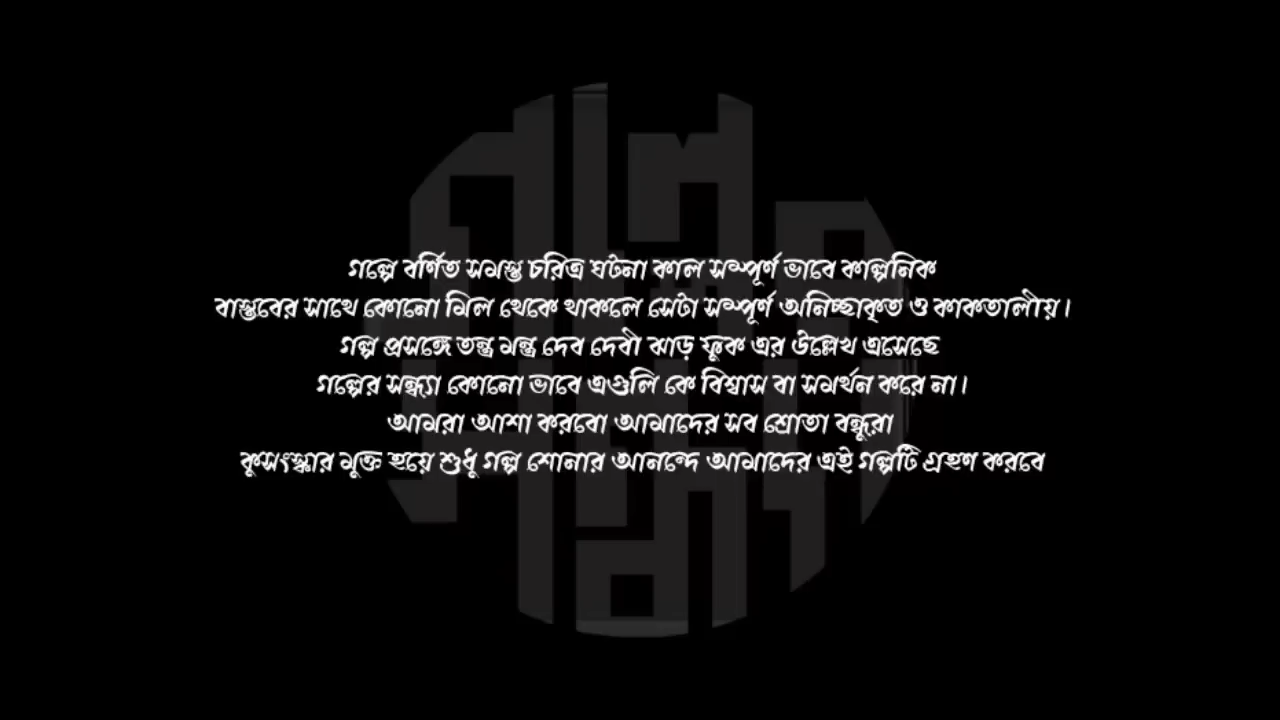 গল্পে বর্ণিত সমস্ত চরিত্র ঘটনা কাল সম্পূর্ণ ভাবে কাল্পনিক
বাস্তবের সাথে কোনো মিল থেকে থাকলে সেটা সম্পূর্ণ অনিচ্ছাকৃত ও কাকতালীয়।
গল্প প্রসঙ্গে তন্ত্র মন্ত্র দেব দেবী ঝাড় ফুক এর উল্লেখ এসেছে
গল্পের সন্ধ্যা কোনো ভাবে এগুলি কে বিশ্বাস বা সমর্থন করে না।
আমরা আশা করবো আমাদের সব শ্রোতা বন্ধুরা
কুসংস্কার মুক্ত হয়ে শুধু গল্প শোনার আনন্দে আমাদের এই গল্পটি গ্রহণ করবে